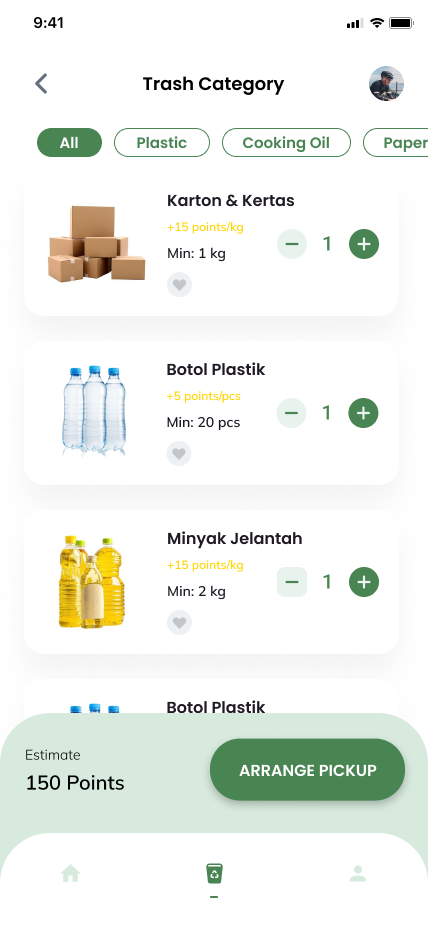 9:41
Trash Category
All
Plastic
Cooking Oil
Paper
Karton & Kertas
+15 points/kg
Min: 1 kg
1
Botol Plastik
+5 points/pcs
Min: 20 pcs
1
Minyak Jelantah
+15 points/kg
Min: 2 kg
1
Botol Plastik
Estimate
150 Points
ARRANGE PICKUP